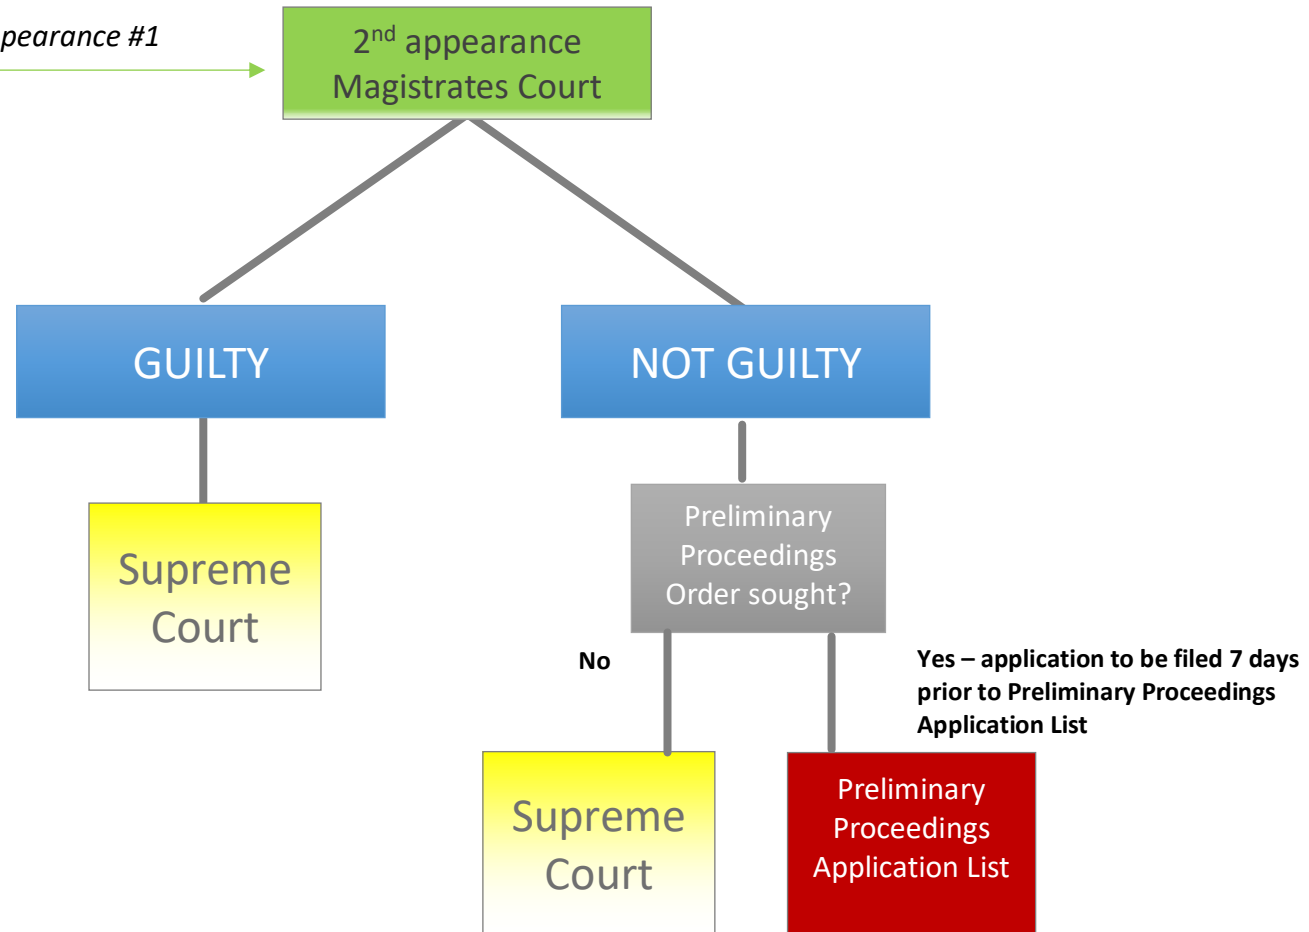 pearance #1
2nd appearance
Magistrates Court
GUILTY
NOT GUILTY
Supreme
Court
Preliminary
Proceedings
Order sought?
No
Yes – application to be filed 7 days
prior to Preliminary Proceedings
Application List
Supreme
Court
Preliminary
Proceedings
Application List